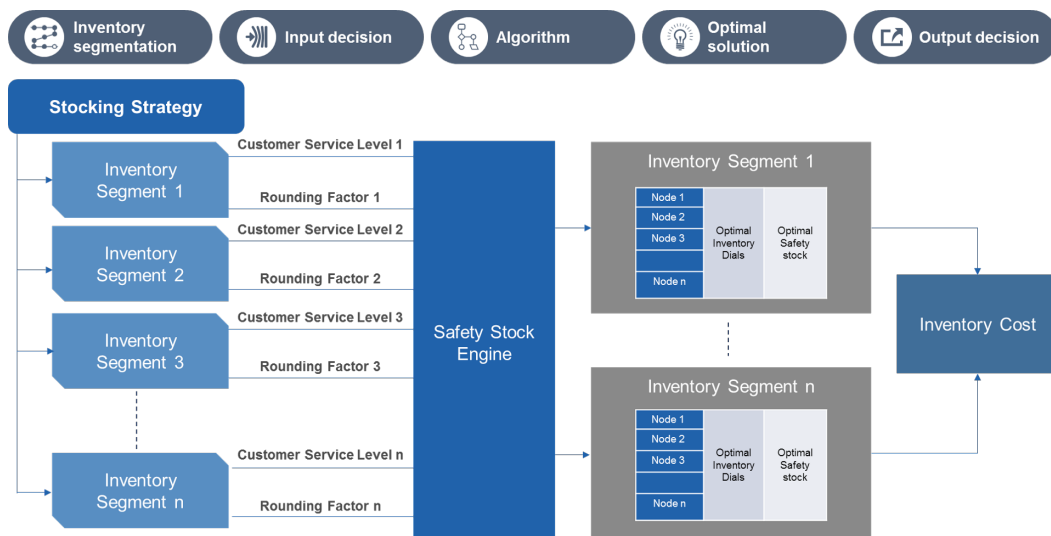 Inventory
segmentation
Input decision
Algorithm
Optimal
solution
Output decision
Stocking Strategy
Inventory
Segment 1
Customer Service Level 1
Rounding Factor 1
Inventory
Segment 2
Customer Service Level 2
Rounding Factor 2
Inventory
Segment 3
Customer Service Level 3
Rounding Factor 3
Inventory
Segment n
Customer Service Level n
Rounding Factor n
Safety Stock
Engine
Inventory Segment 1
Node 1
Node 2
Node 3
Node n
Optimal
Inventory
Dials
Optimal
Safety
stock
Inventory Segment n
Node 1
Node 2
Node 3
Node n
Optimal
Inventory
Dials
Optimal
Safety
stock
Inventory Cost